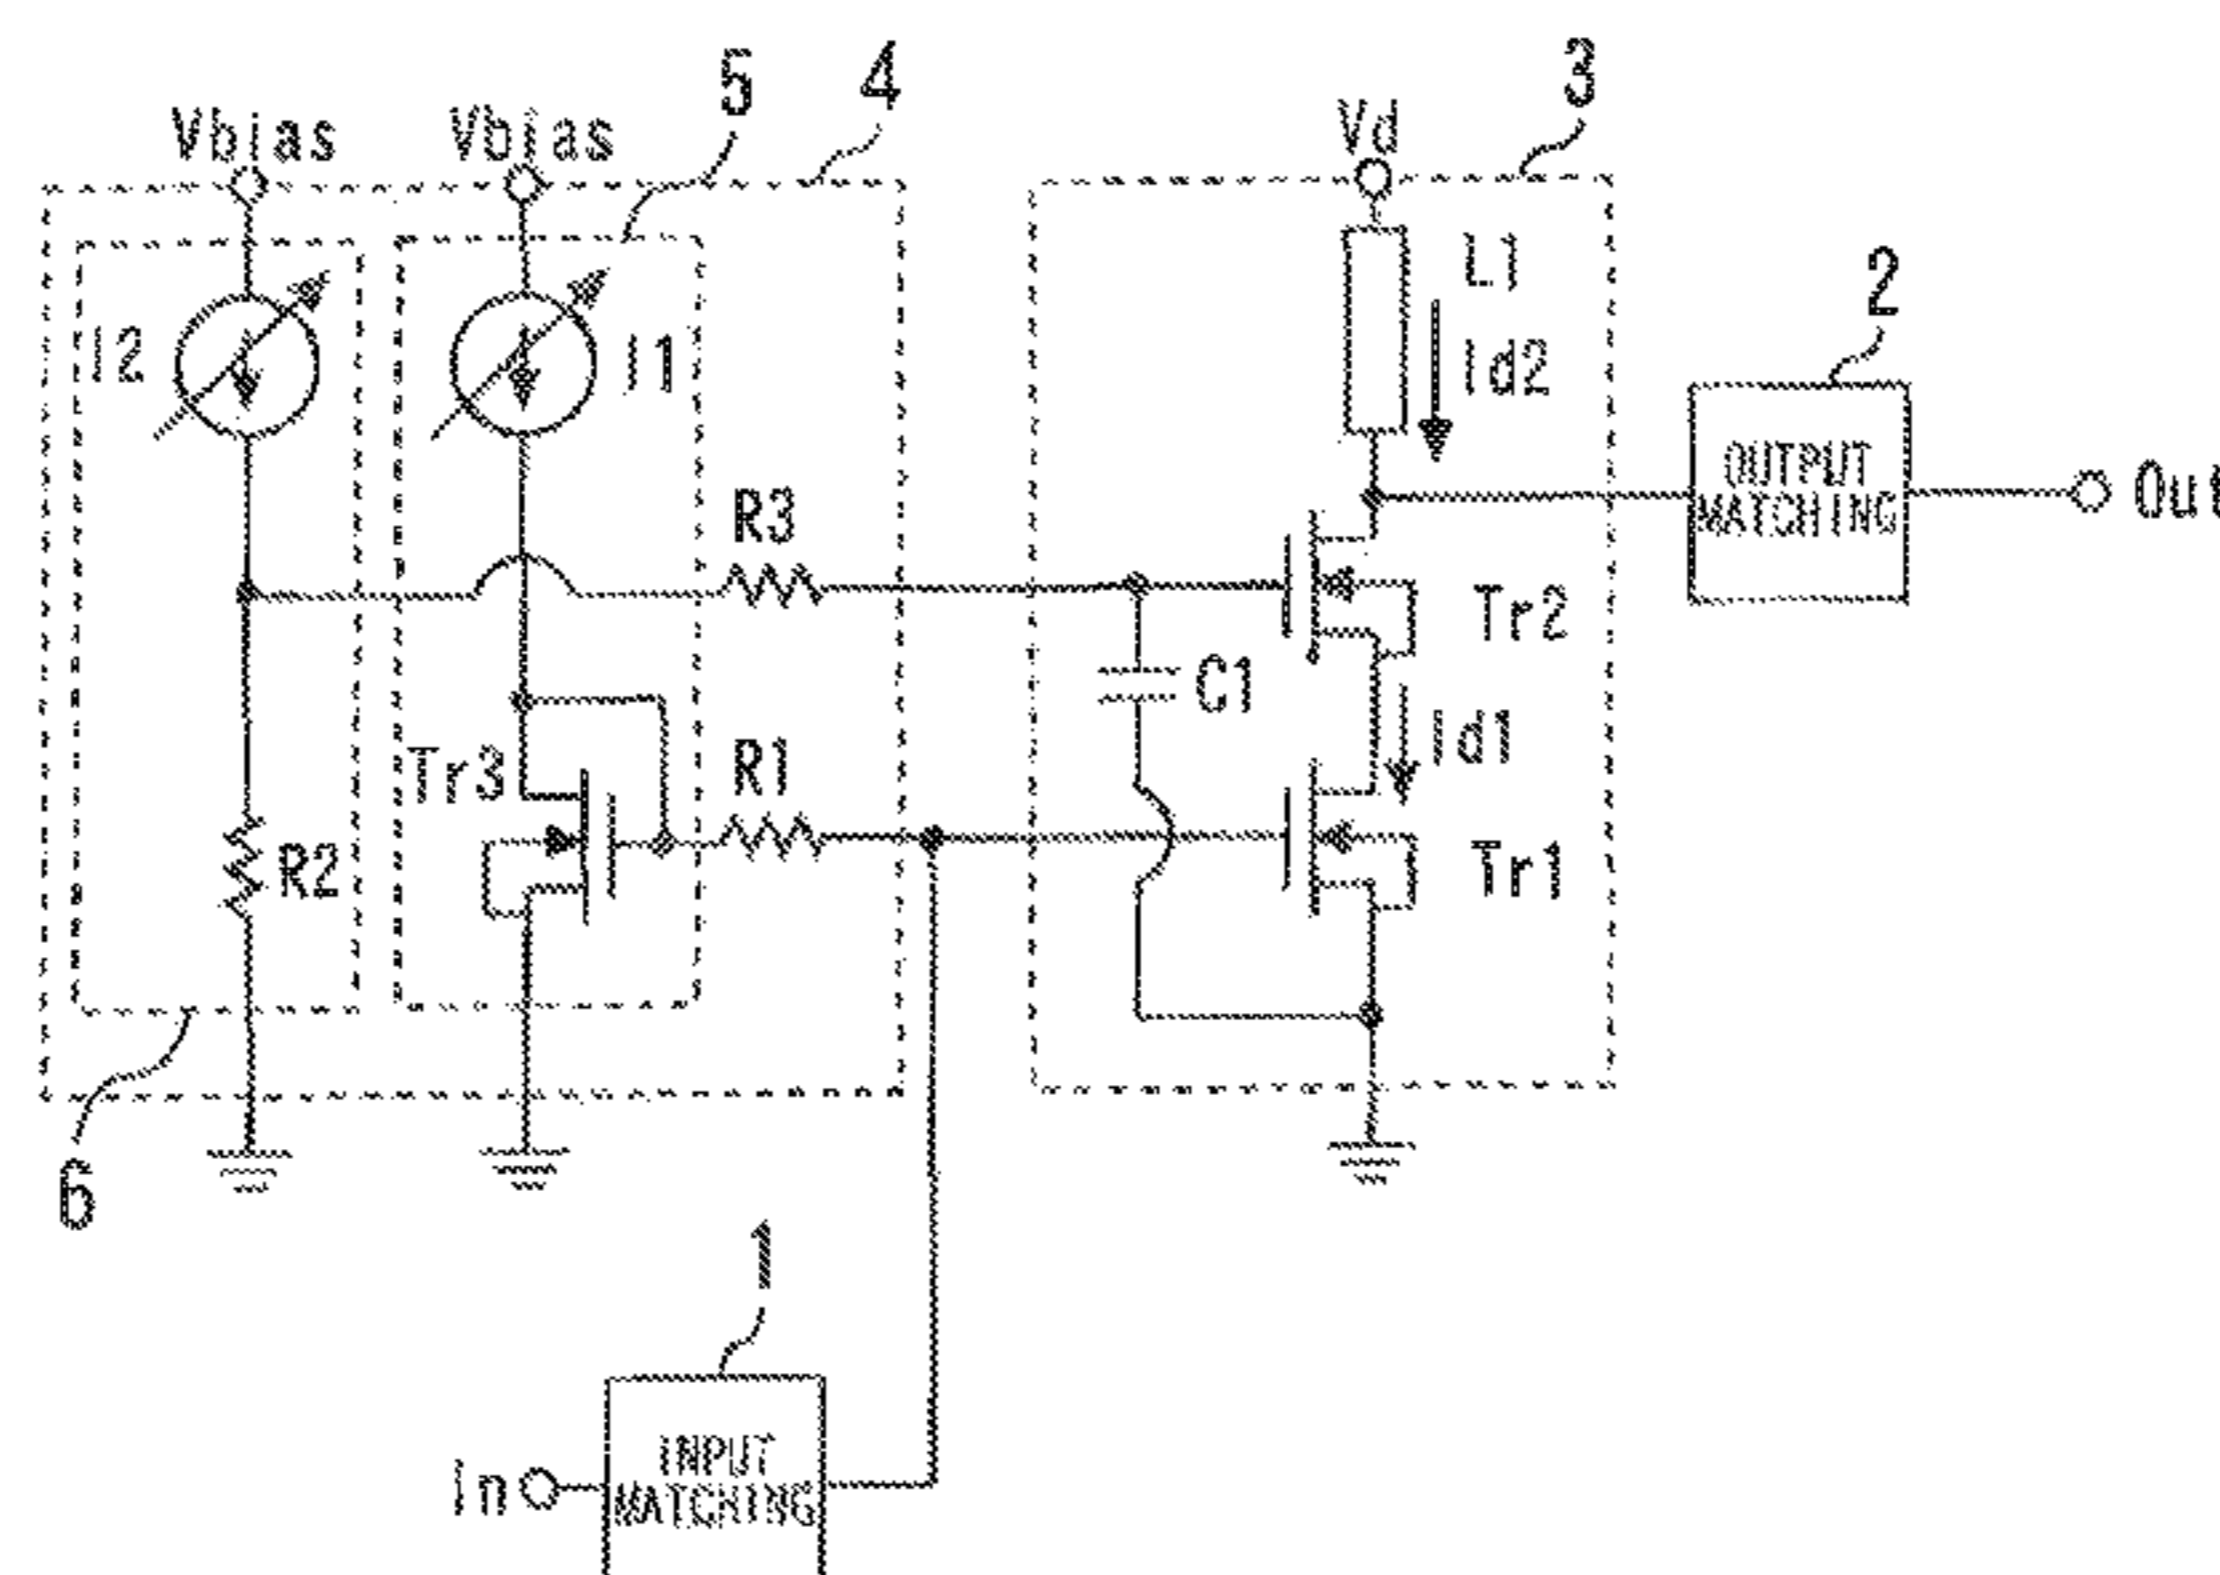 5
4
3
Vbias
Vbias
Vd
L1
2
I2
I1
Id2
OUTPUT
MATCHING
Out
R3
Tr2
C1
Id1
Tr3
R1
R2
Tr1
6
1
In
INPUT
MATCHING